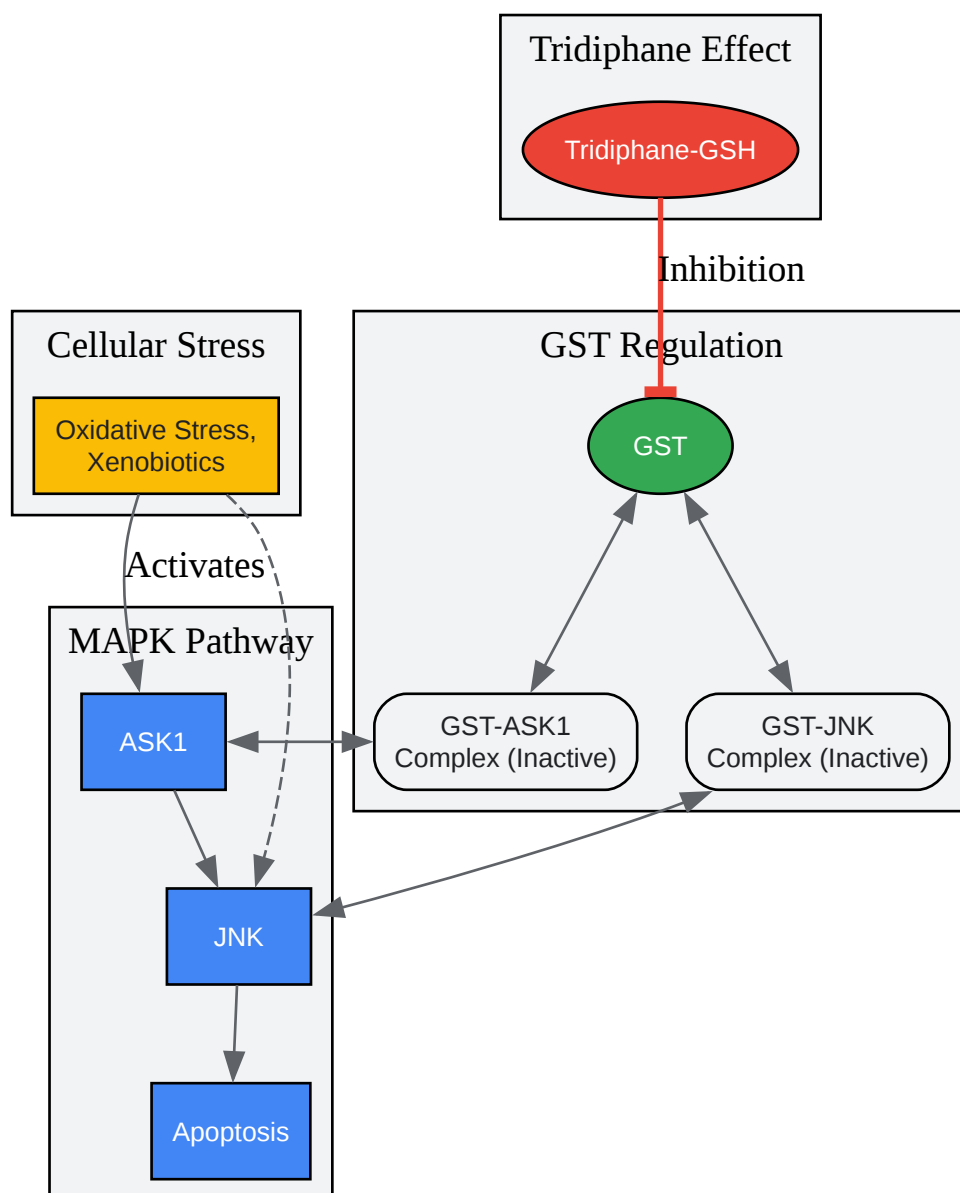 Tridiphane Effect
Tridiphane-GSH
Inhibition
Cellular Stress
Oxidative Stress,
Xenobiotics
GST Regulation
GST
Activates
MAPK Pathway
ASK1
GST-ASK1
Complex (Inactive)
GST-JNK
Complex (Inactive)
JNK
Apoptosis